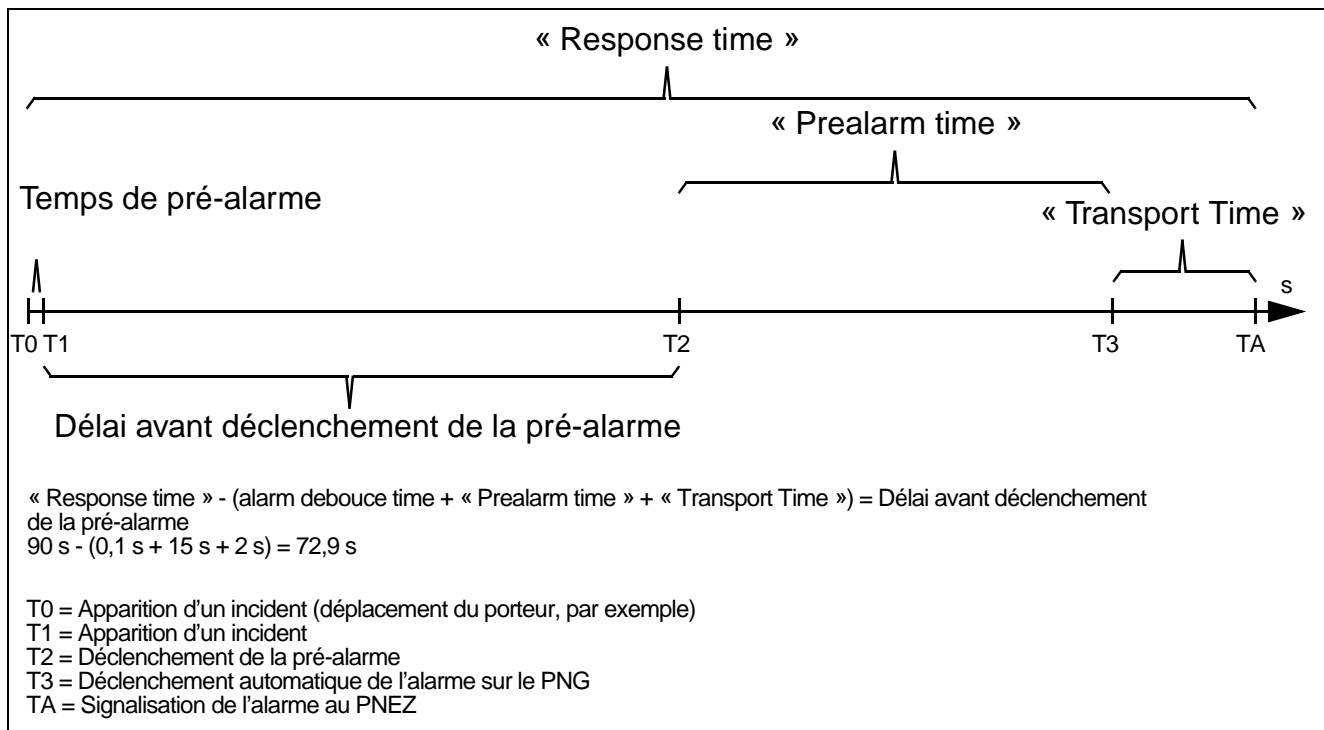 « Response time »
« Prealarm time »
Temps de pré-alarme
« Transport Time »
s
T0 T1 T2 T3 TA
Délai avant déclenchement de la pré-alarme
« Response time » - (alarm debouce time + « Prealarm time » + « Transport Time ») = Délai avant déclenchement
de la pré-alarme
90 s - (0,1 s + 15 s + 2 s) = 72,9 s
T0 = Apparition d’un incident (déplacement du porteur, par exemple)
T1 = Apparition d’un incident
T2 = Déclenchement de la pré-alarme
T3 = Déclenchement automatique de l’alarme sur le PNG
TA = Signalisation de l’alarme au PNEZ